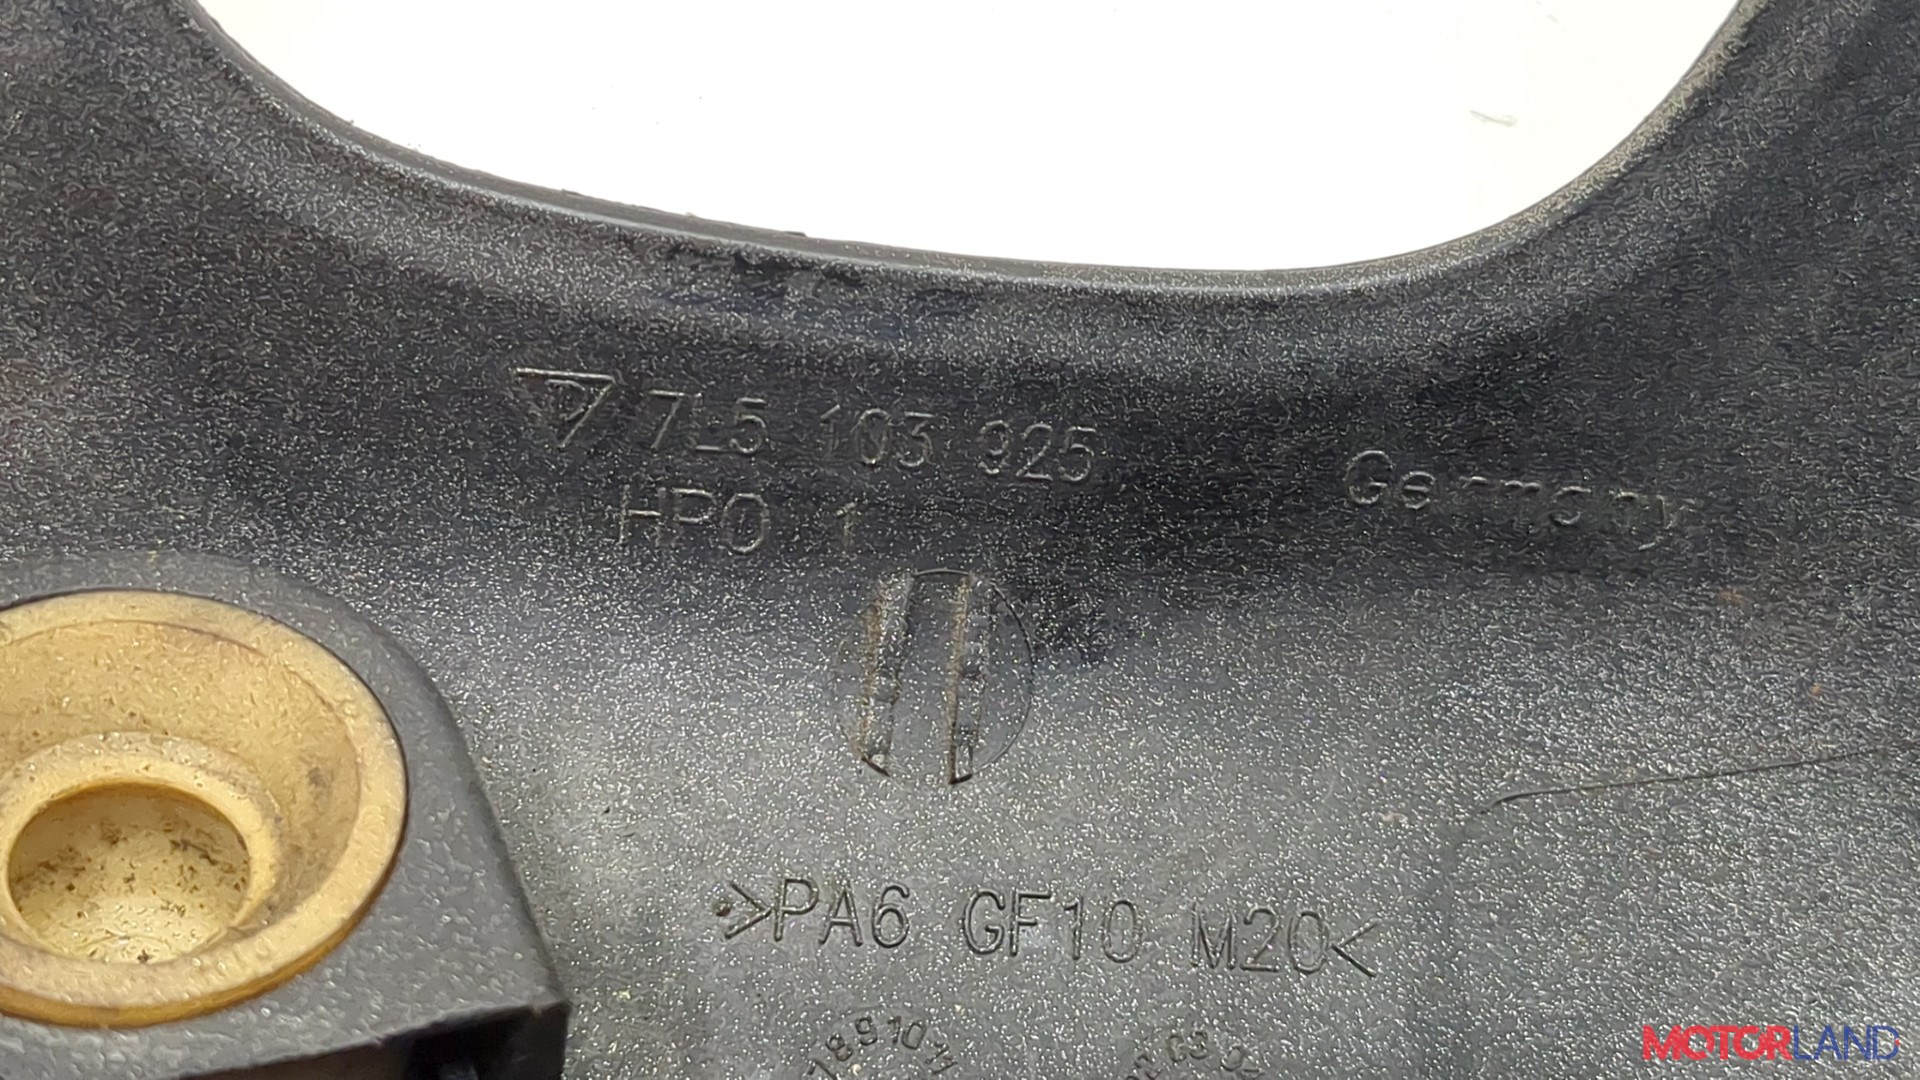 7L5 103 925
HPO 1
Germany
>PA6 GF10 M20<
MOTORLAND